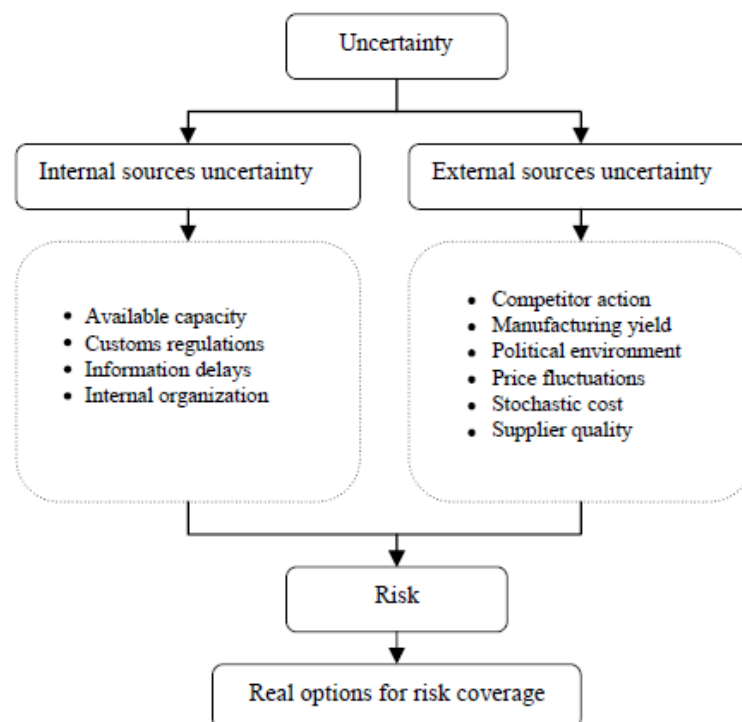 Uncertainty
Internal sources uncertainty
External sources uncertainty
• Available capacity
• Customs regulations
• Information delays
• Internal organization
• Competitor action
• Manufacturing yield
• Political environment
• Price fluctuations
• Stochastic cost
• Supplier quality
Risk
Real options for risk coverage